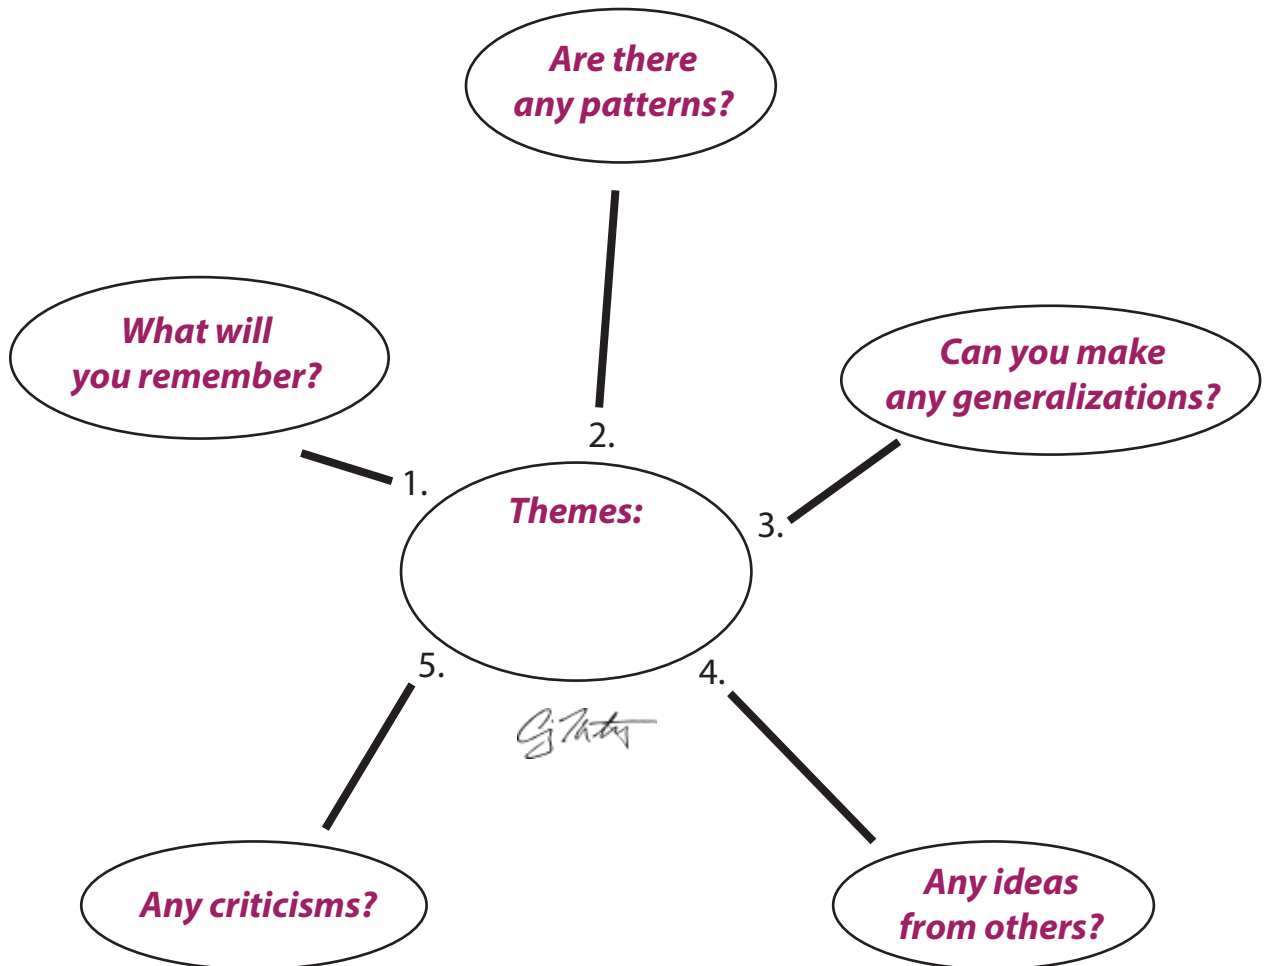 Are there
any patterns?
What will
you remember?
Can you make
any generalizations?
2.
1.
Themes:
3.
5.
4.
Any criticisms?
Any ideas
from others?